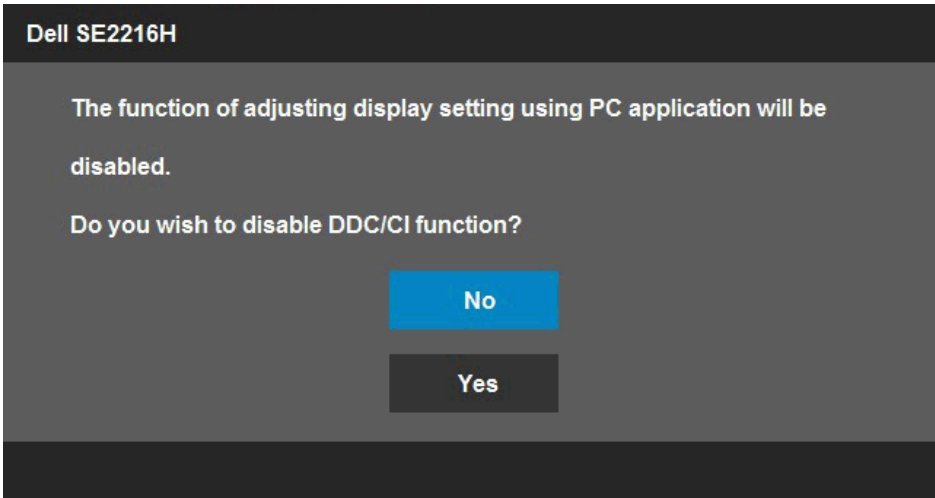 Dell SE2216H
The function of adjusting display setting using PC application will be
disabled.
Do you wish to disable DDC/CI function?
No
Yes